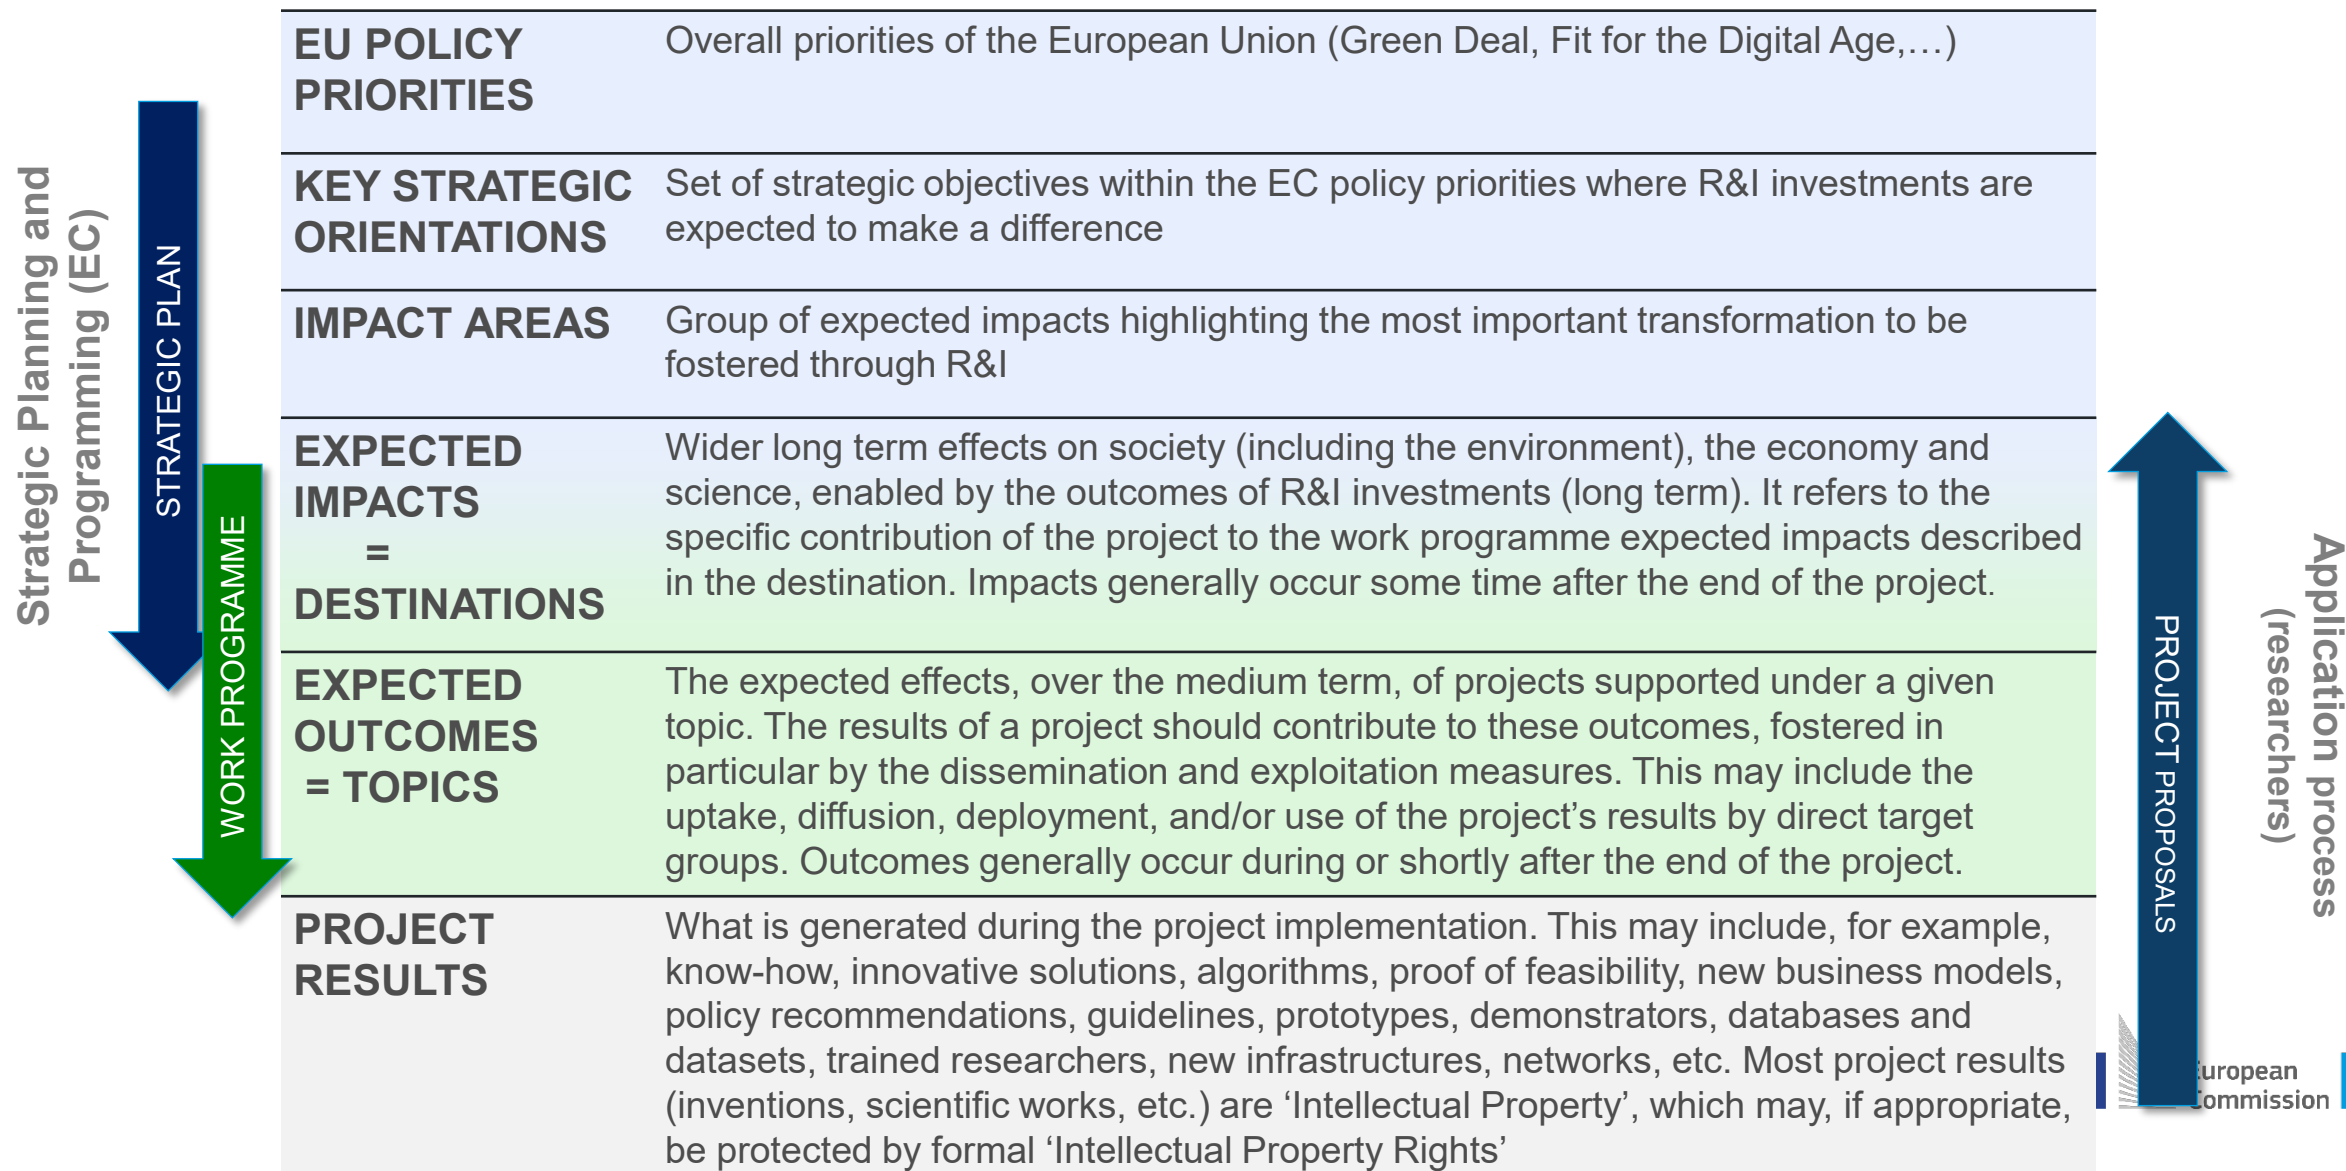 Strategic Planning and
Programming (EC)
STRATEGIC PLAN
WORK PROGRAMME
EU POLICY
PRIORITIES
Overall priorities of the European Union (Green Deal, Fit for the Digital Age,…)
KEY STRATEGIC
ORIENTATIONS
Set of strategic objectives within the EC policy priorities where R&I investments are
expected to make a difference
IMPACT AREAS
Group of expected impacts highlighting the most important transformation to be
fostered through R&I
EXPECTED
IMPACTS
=
DESTINATIONS
Wider long term effects on society (including the environment), the economy and
science, enabled by the outcomes of R&I investments (long term). It refers to the
specific contribution of the project to the work programme expected impacts described
in the destination. Impacts generally occur some time after the end of the project.
EXPECTED
OUTCOMES
= TOPICS
The expected effects, over the medium term, of projects supported under a given
topic. The results of a project should contribute to these outcomes, fostered in
particular by the dissemination and exploitation measures. This may include the
uptake, diffusion, deployment, and/or use of the project’s results by direct target
groups. Outcomes generally occur during or shortly after the end of the project.
PROJECT
RESULTS
What is generated during the project implementation. This may include, for example,
know-how, innovative solutions, algorithms, proof of feasibility, new business models,
policy recommendations, guidelines, prototypes, demonstrators, databases and
datasets, trained researchers, new infrastructures, networks, etc. Most project results
(inventions, scientific works, etc.) are ‘Intellectual Property’, which may, if appropriate,
be protected by formal ‘Intellectual Property Rights’
PROJECT PROPOSALS
Application process
(researchers)
European
Commission